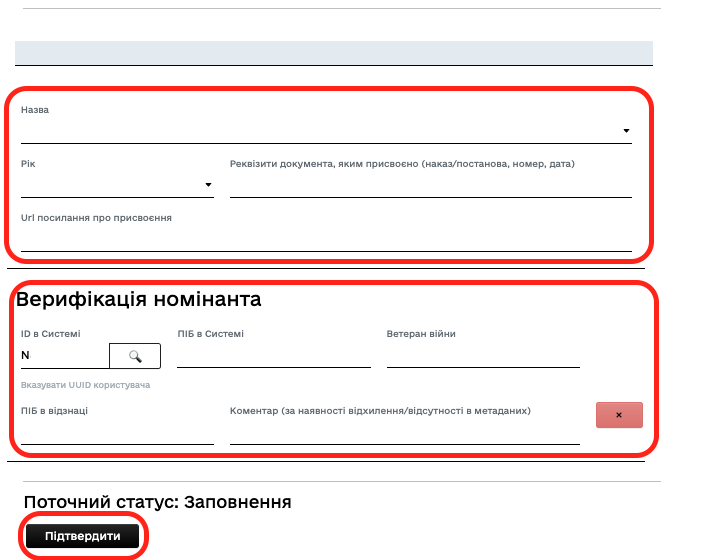 Назва
Рік
Реквізити документа, яким присвоєно (наказ/постанова, номер, дата)
Url посилання про присвоєння
Верифікація номінанта
ID в Системі
ПІБ в Системі
Ветеран війни
N
Вказувати UUID користувача
ПІБ в відзнаці
Коментар (за наявності відхилення/відсутності в метаданих)
×
Поточний статус: Заповнення
Підтвердити